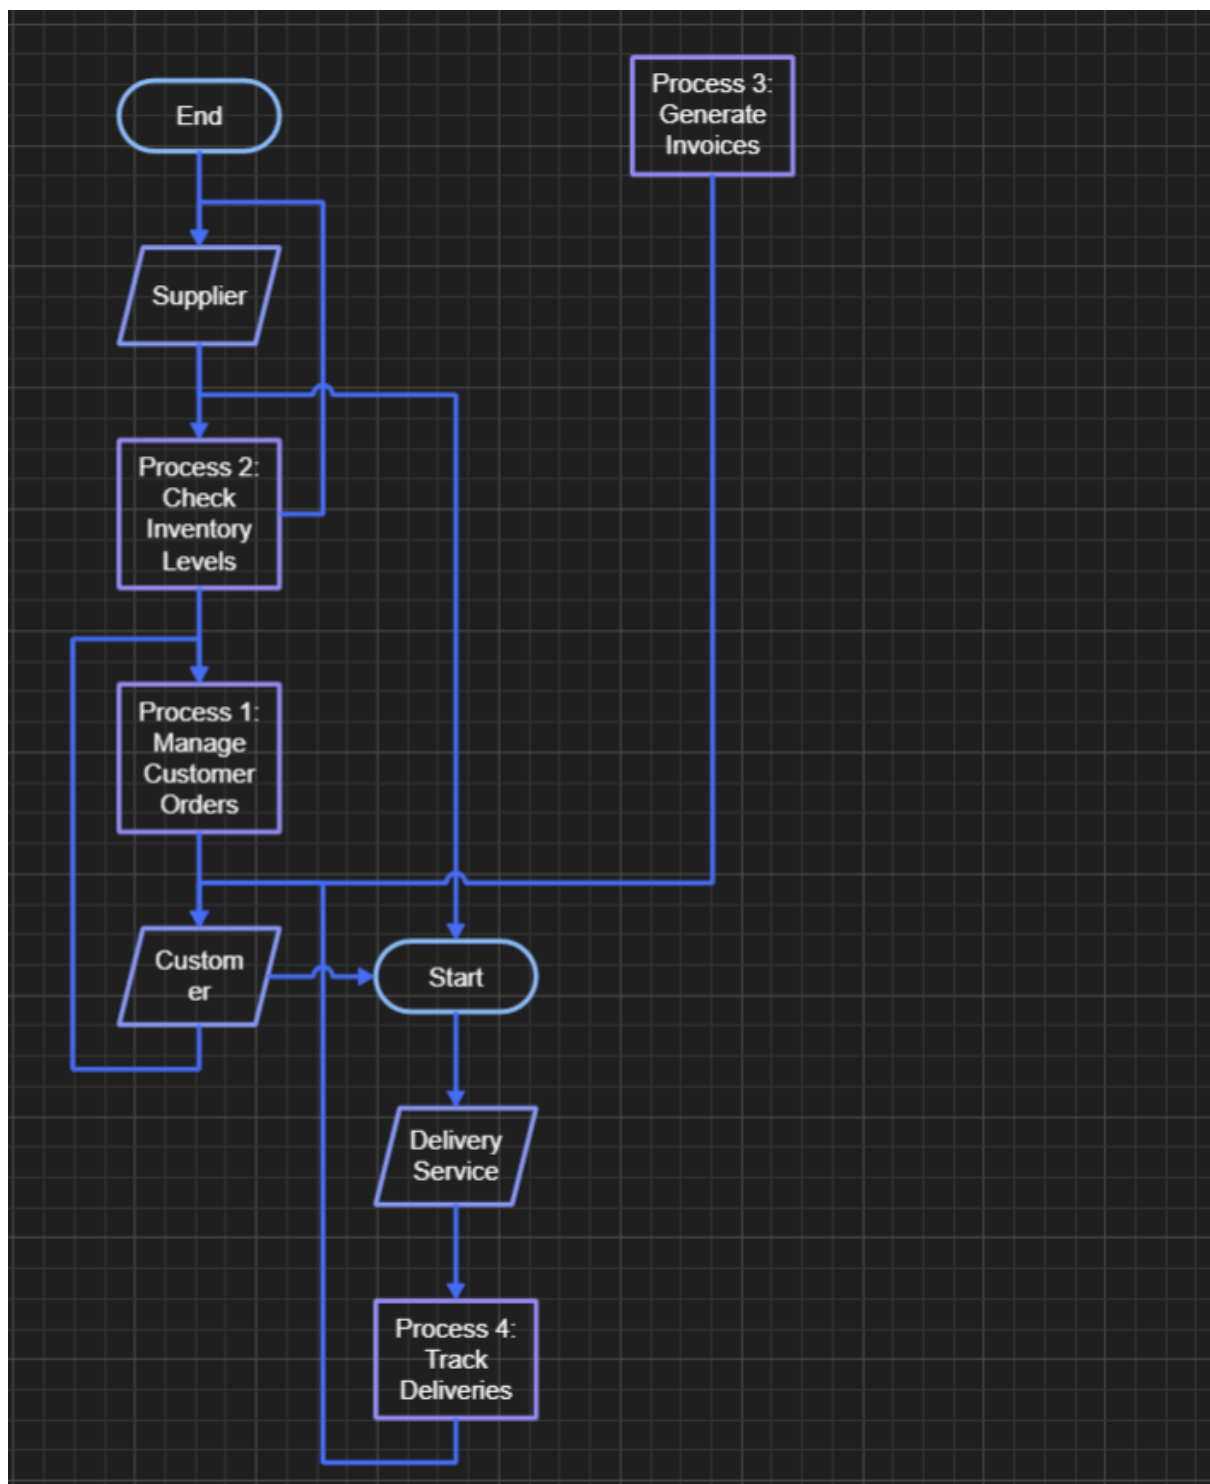 End
Process 3:
Generate
Invoices
Supplier
Process 2:
Check
Inventory
Levels
Process 1:
Manage
Customer
Orders
Custom
er
Start
Delivery
Service
Process 4:
Track
Deliveries